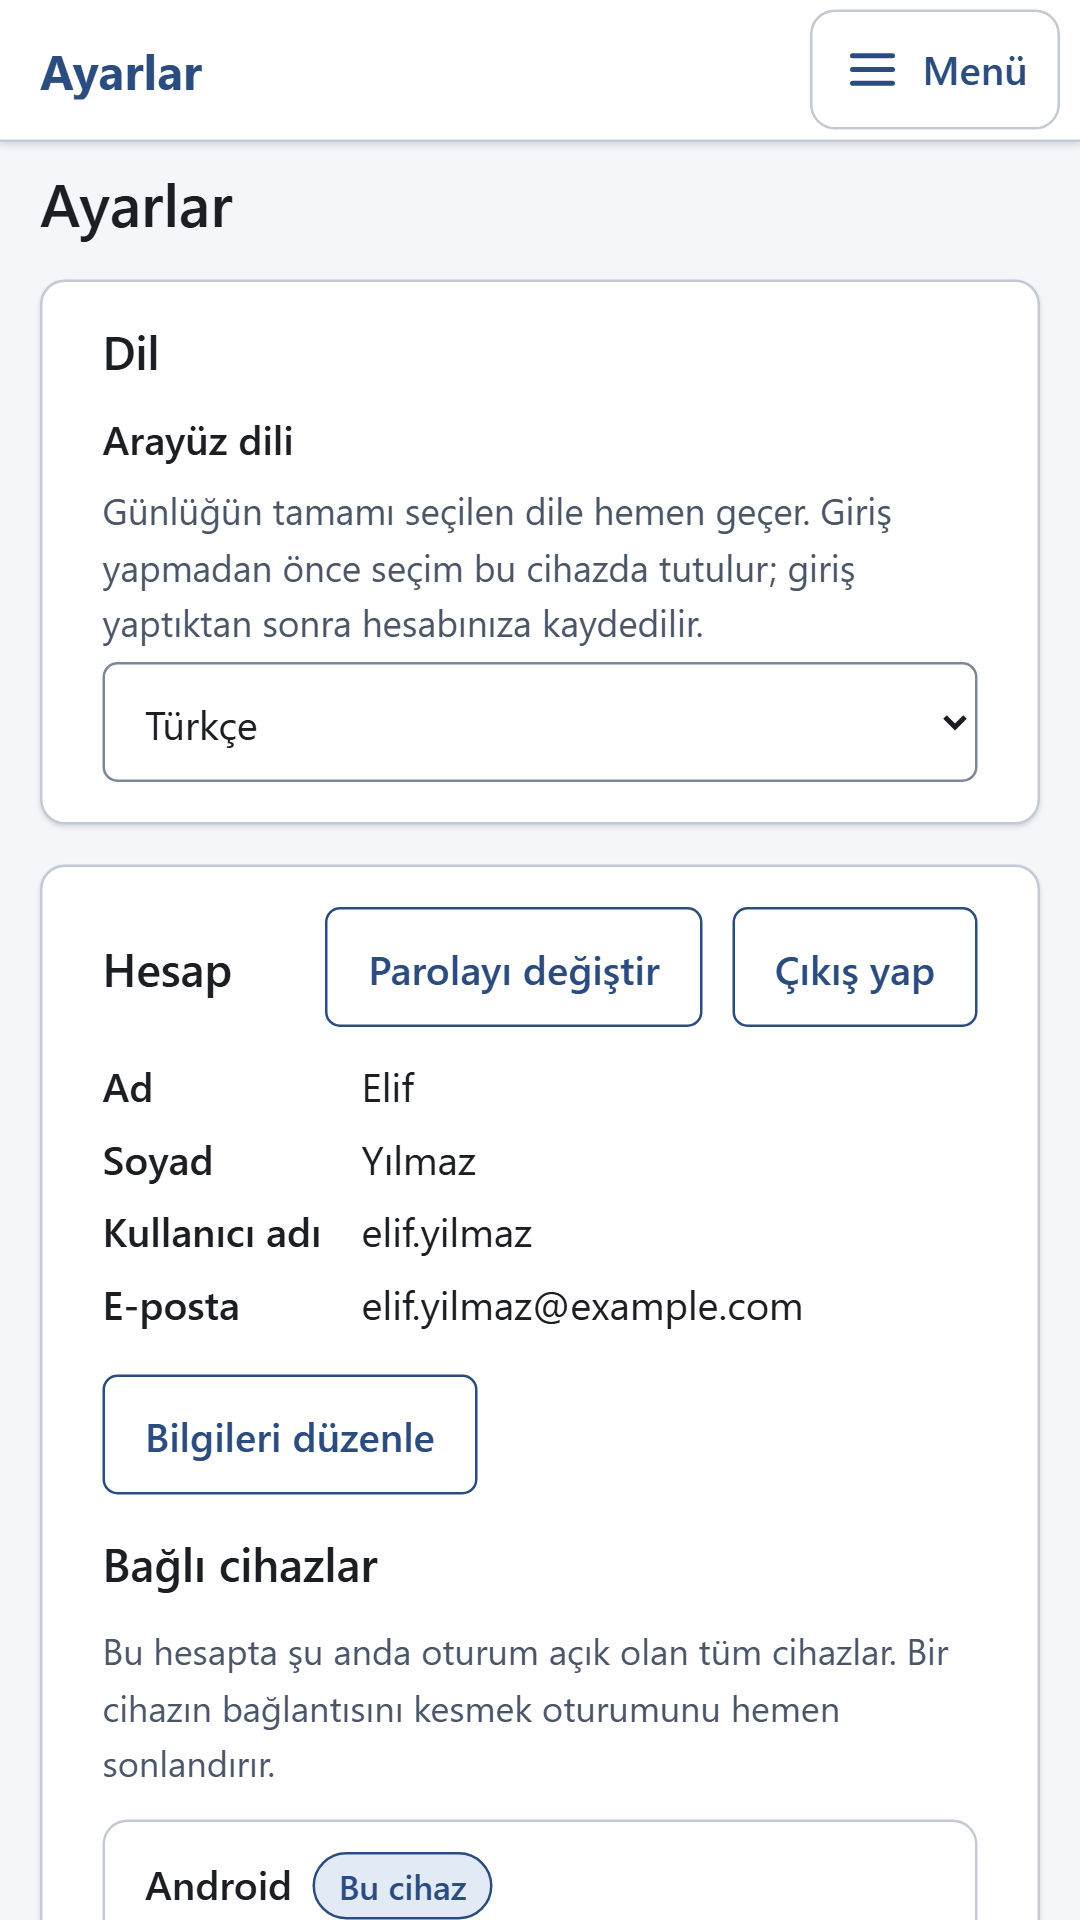 Ayarlar
Menü
Ayarlar
Dil
Arayüz dili
Günlüğün tamamı seçilen dile hemen geçer. Giriş
yapmadan önce seçim bu cihazda tutulur; giriş
yaptıktan sonra hesabınıza kaydedilir.
Türkçe
Hesap
Parolayı değiştir
Çıkış yap
Ad Elif
Soyad Yılmaz
Kullanıcı adı elif.yilmaz
E-posta elif.yilmaz@example.com
Bilgileri düzenle
Bağlı cihazlar
Bu hesapta şu anda oturum açık olan tüm cihazlar. Bir
cihazın bağlantısını kesmek oturumunu hemen
sonlandırır.
Android Bu cihaz